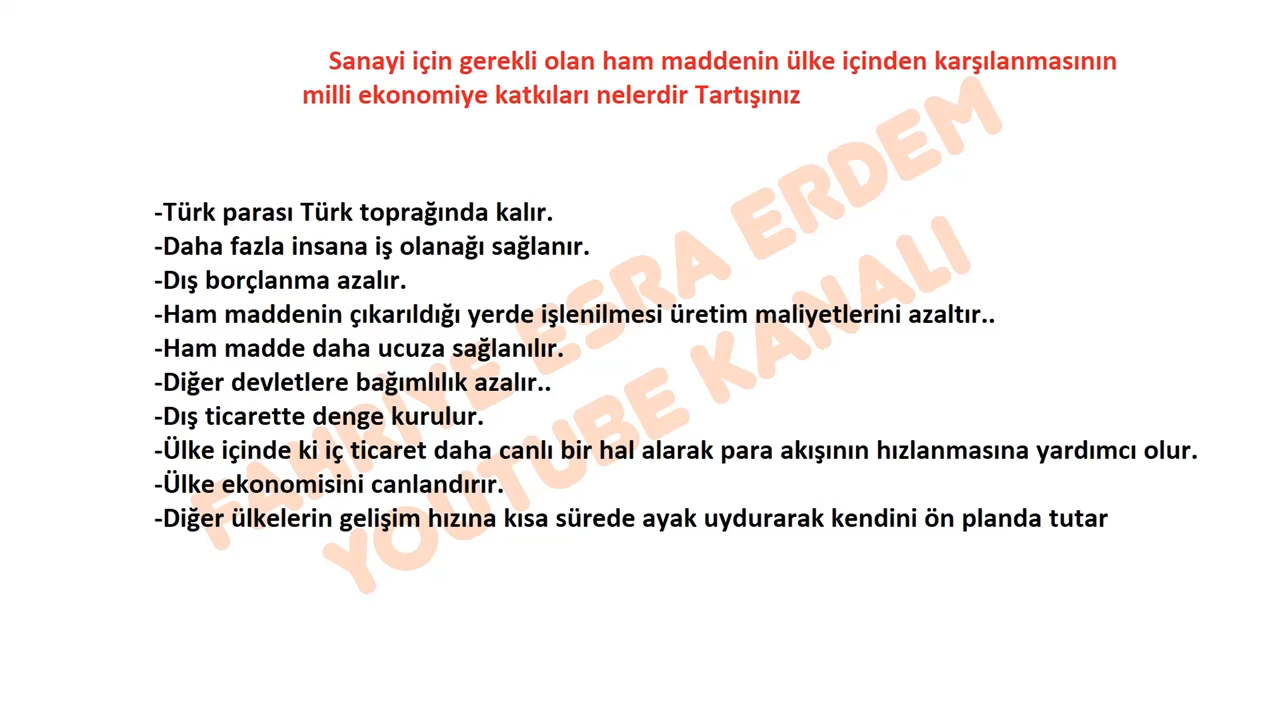 Sanayi için gerekli olan ham maddenin ülke içinden karşılanmasının
milli ekonomiye katkıları nelerdir Tartışınız
-Türk parası Türk toprağında kalır.
-Daha fazla insana iş olanağı sağlanır.
-Dış borçlanma azalır.
-Ham maddenin çıkarıldığı yerde işlenilmesi üretim maliyetlerini azaltır..
-Ham madde daha ucuza sağlanılır.
-Diğer devletlere bağımlılık azalır..
-Dış ticarette denge kurulur.
-Ülke içinde ki iç ticaret daha canlı bir hal alarak para akışının hızlanmasına yardımcı olur.
-Ülke ekonomisini canlandırır.
-Diğer ülkelerin gelişim hızına kısa sürede ayak uydurarak kendini ön planda tutar
FAHRİYE ESRA ERDEM
YOUTUBE KANALI